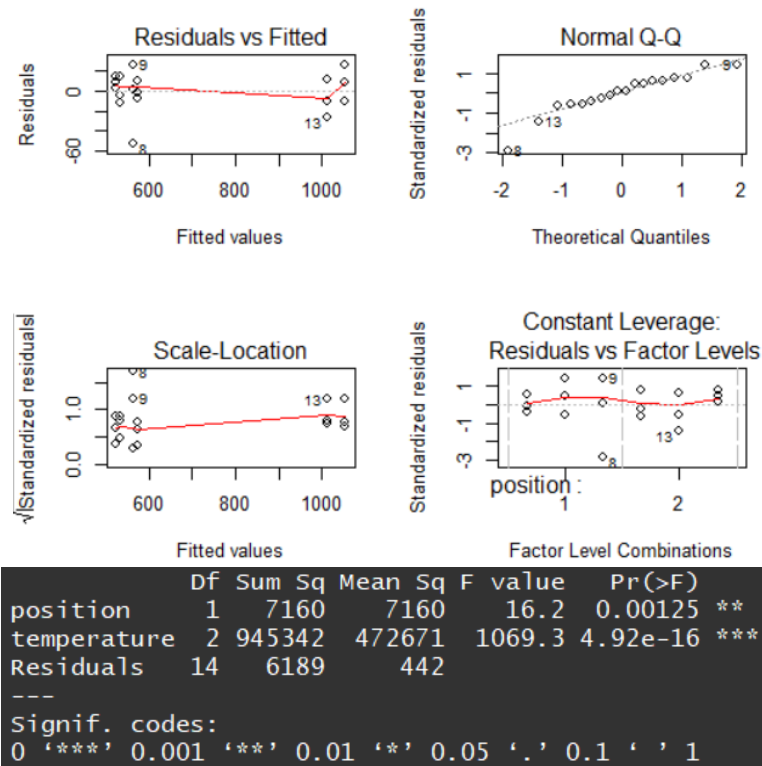 Residuals vs Fitted
Residuals
0
-60
9
13
8
600 800 1000
Fitted values
Normal Q-Q
Standardized residuals
1
-1
-3
9
13
8
-2 -1 0 1 2
Theoretical Quantiles
Scale-Location
√|Standardized residuals|
1.0
0.0
8
9
13
600 800 1000
Fitted values
Constant Leverage:
Residuals vs Factor Levels
Standardized residuals
1
-1
-3
9
13
8
position :
1 2
Factor Level Combinations
Df Sum Sq Mean Sq F value Pr(>F)
position 1 7160 7160 16.2 0.00125 **
temperature 2 945342 472671 1069.3 4.92e-16 ***
Residuals 14 6189 442
---
Signif. codes:
0 ‘***’ 0.001 ‘**’ 0.01 ‘*’ 0.05 ‘.’ 0.1 ‘ ’ 1